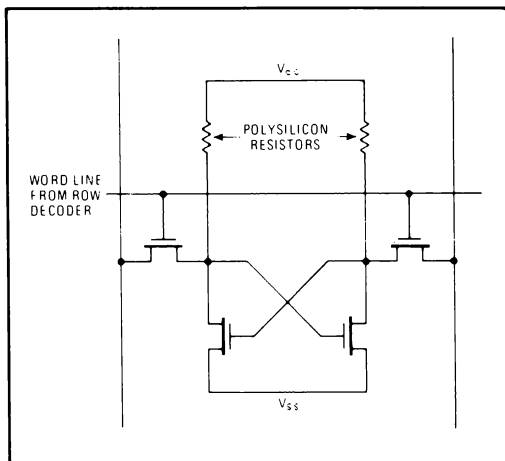 Vcc
POLYSILICON
RESISTORS
WORD LINE
FROM ROW
DECODER
Vss